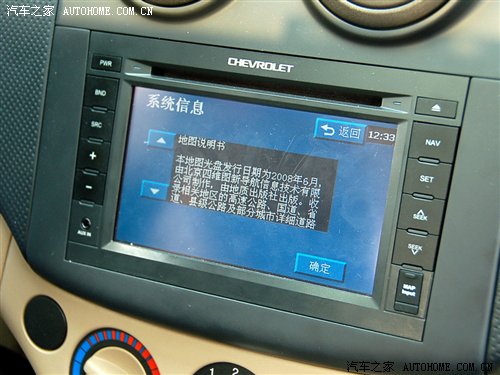 汽车之家 AUTOHOME.COM.CN
CHEVROLET
PWR
BND
SRC
+
-
AUX IN
系统信息
返回 12:33
地图说明书
本地图光盘发行日期为2008年6月,
由北京四维图新导航信息技术有限
公司制作,由地质出版社出版。收
录相关地区的高速公路、国道、省
道、县级公路及部分城市详细道路
确定
NAV
SET
SEEK
SEEK
MAP
Input
1 2
汽车之家 AUTOHOME.COM.CN